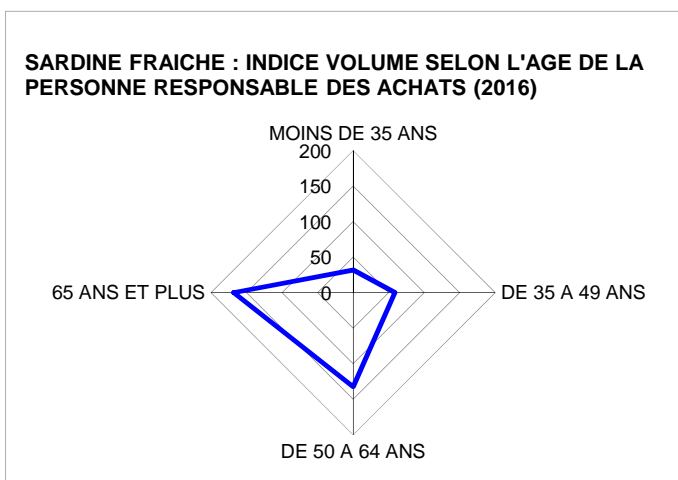 SARDINE FRAICHE : INDICE VOLUME SELON L'AGE DE LA
PERSONNE RESPONSABLE DES ACHATS (2016)
MOINS DE 35 ANS
200
150
100
50
65 ANS ET PLUS
0
DE 35 A 49 ANS
DE 50 A 64 ANS